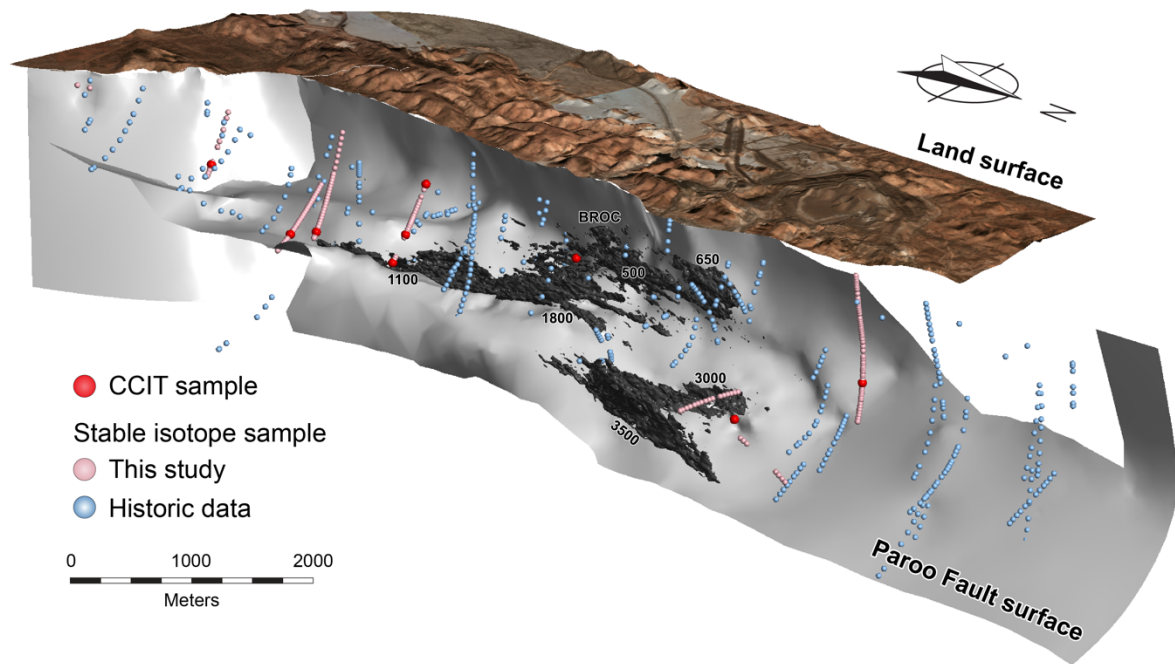 N
Land surface
BROC
650
500
1100
1800
3000
3500
CCIT sample
Stable isotope sample
This study
Historic data
0 1000 2000
Meters
Paroo Fault surface